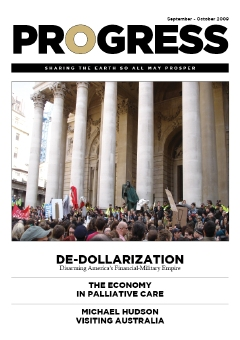 September - October 2009
PROGRESS
SHARING THE EARTH SO ALL MAY PROSPER
DE-DOLLARIZATION
Disarming America's Financial-Military Empire
THE ECONOMY
IN PALLIATIVE CARE
MICHAEL HUDSON
VISITING AUSTRALIA